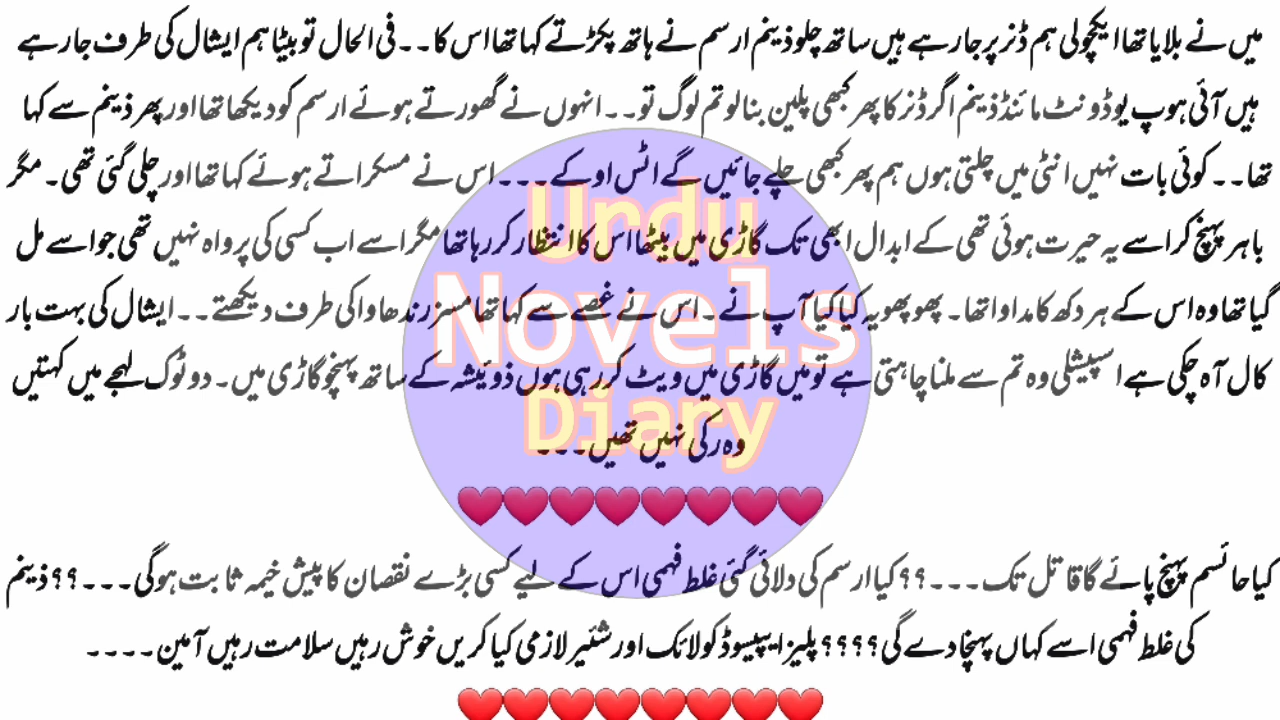 میں نے بلایا تھا ایکچولی ہم ڈنر پر جا رہے ہیں ساتھ چلو ذینم ارسم نے ہاتھ پکڑتے کہا تھا اس کا۔۔فی الحال تو بیٹا ہم ایشال کی طرف جا رہے
ہیں آئی ہوپ یو ڈونٹ مائنڈ ذینم اگر ڈنر کا پھر کبھی پلین بنا لو تم لوگ تو۔۔انہوں نے گھورتے ہوئے ارسم کو دیکھا تھا اور پھر ذینم سے کہا
تھا۔۔کوئی بات نہیں انٹی میں چلتی ہوں ہم پھر کبھی چلے جائیں گے اٹس اوکے۔۔۔اس نے مسکراتے ہوئے کہا تھا اور چلی گئی تھی۔مگر
باہر پہنچ کر اسے یہ حیرت ہوئی تھی کے ابدال ابھی تک گاڑی میں بیٹھا اس کا انتظار کر رہا تھا مگر اسے اب کسی کی پرواہ نہیں تھی جو اسے مل
گیا تھا وہ اس کے ہر دکھ کا مداوا تھا۔پھوپھو یہ کیا کیا آپ نے۔اس نے غصے سے کہا تھا مسز رندھاوا کی طرف دیکھتے۔۔ایشال کی بہت بار
کال آہ چکی ہے اسپیشلی وہ تم سے ملنا چاہتی ہے تو میں گاڑی میں ویٹ کر رہی ہوں ذوئیشہ کے ساتھ پہنچو گاڑی میں۔دو ٹوک لہجے میں کہتیں
وہ رکی نہیں تھیں۔۔۔
Urdu
Novels
Diary
❤❤❤❤❤❤❤❤
کیا حائسم پہنچ پائے گا قاتل تک۔۔۔؟؟کیا ارسم کی دلائی گئی غلط فہمی اس کے لیے کسی بڑے نقصان کا پیش خیمہ ثابت ہوگی۔۔۔؟؟ذینم
کی غلط فہمی اسے کہاں پہنچا دے گی؟؟؟؟پلیز ایپیسوڈ کو لائک اور شئیر لازمی کیا کریں خوش رہیں سلامت رہیں آمین۔۔۔۔
❤❤❤❤❤❤❤❤